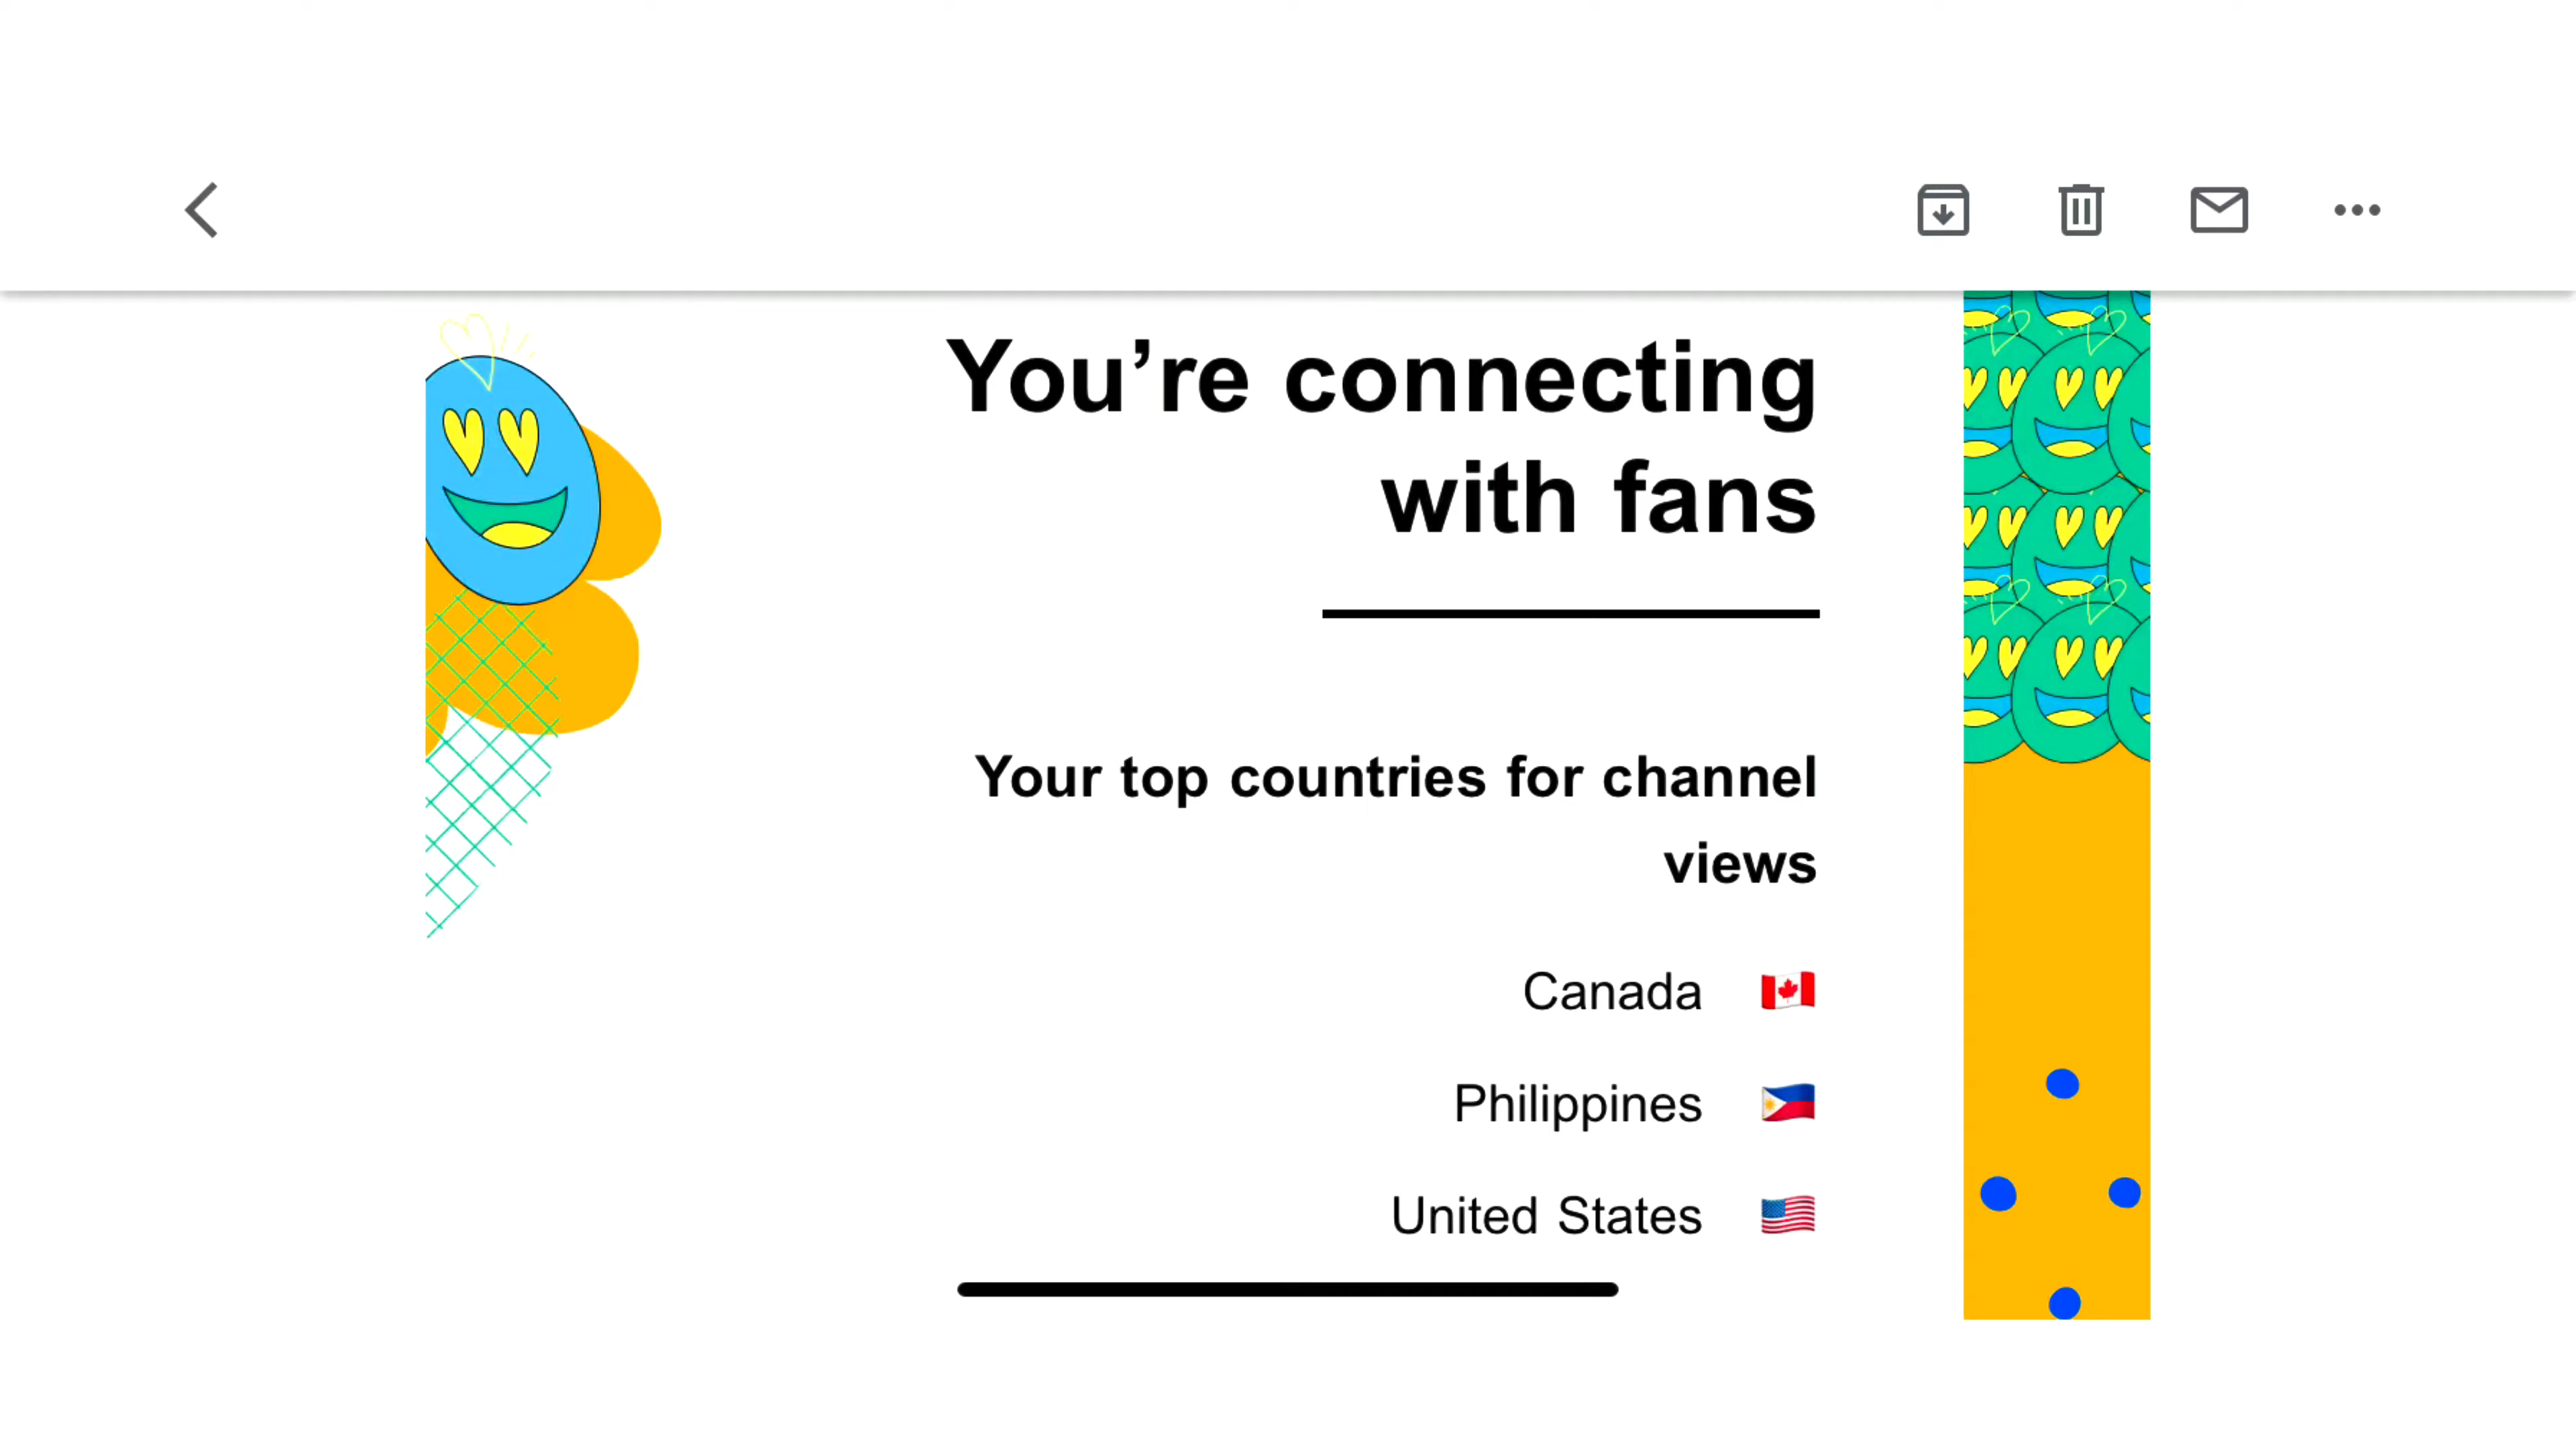 You’re connecting
with fans
Your top countries for channel
views
Canada 🇨🇦
Philippines 🇵🇭
United States 🇺🇸